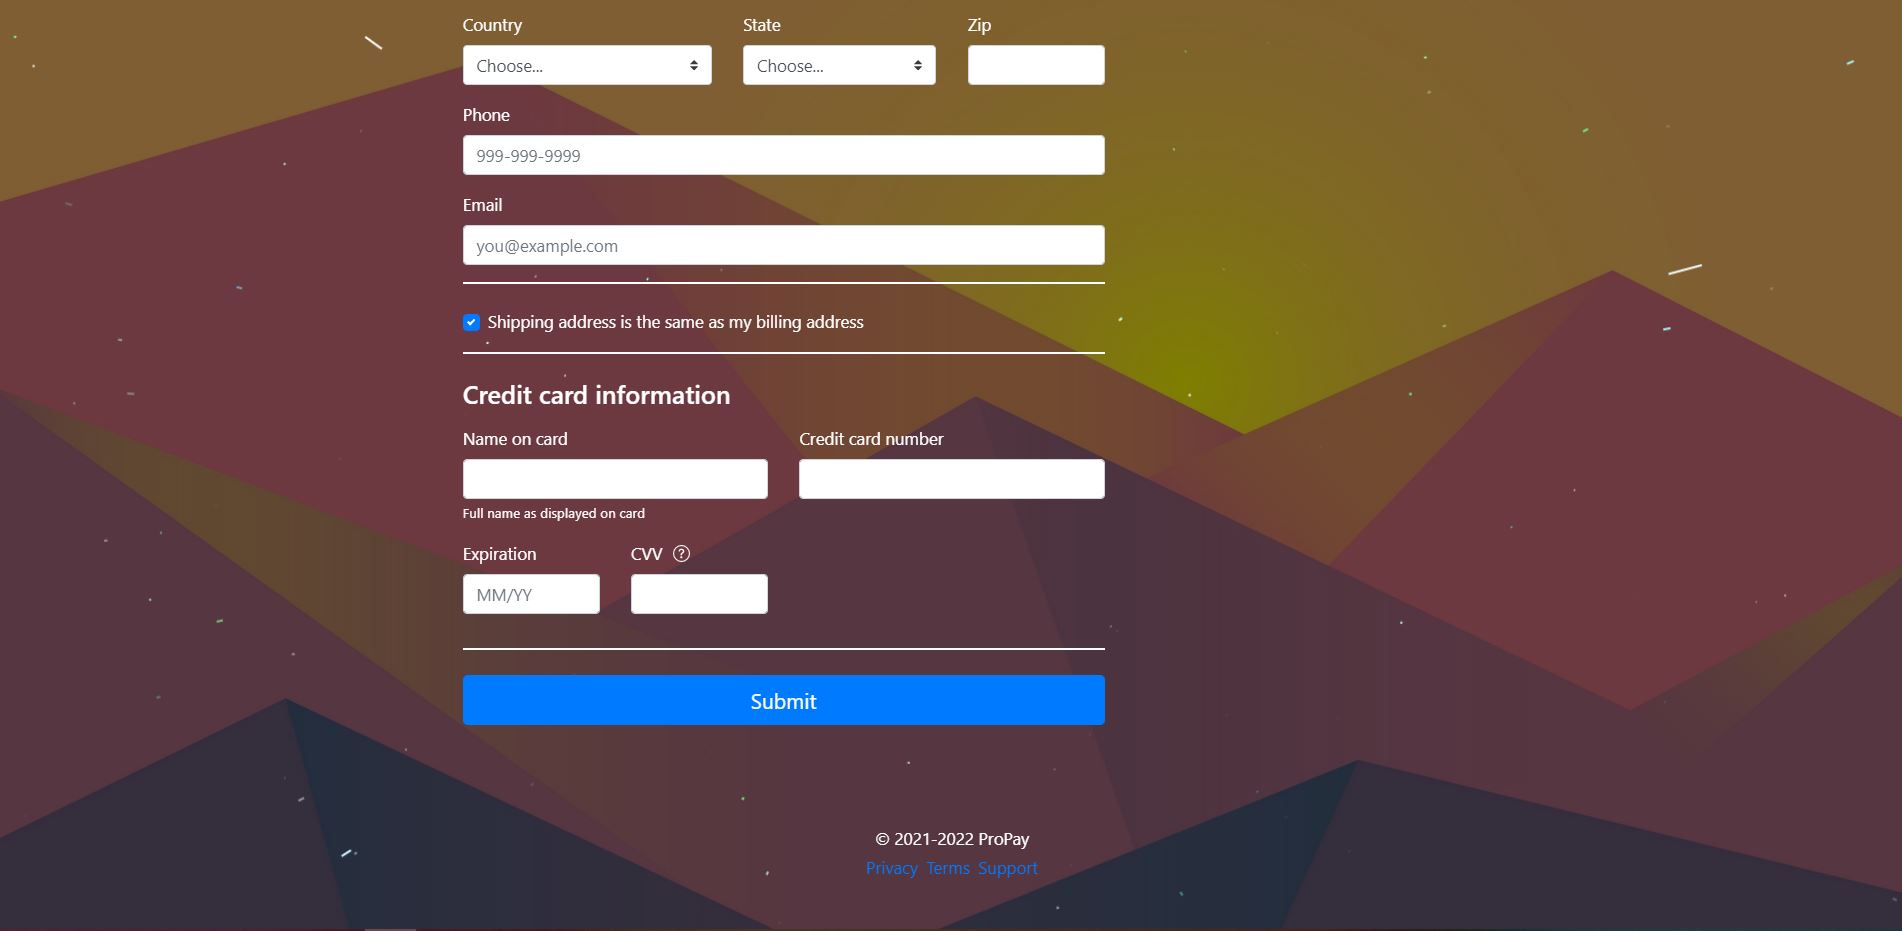 Country State Zip
Choose... Choose...
Phone
999-999-9999
Email
you@example.com
Shipping address is the same as my billing address
Credit card information
Name on card Credit card number
Full name as displayed on card
Expiration CVV ?
MM/YY
Submit
© 2021-2022 ProPay
Privacy Terms Support